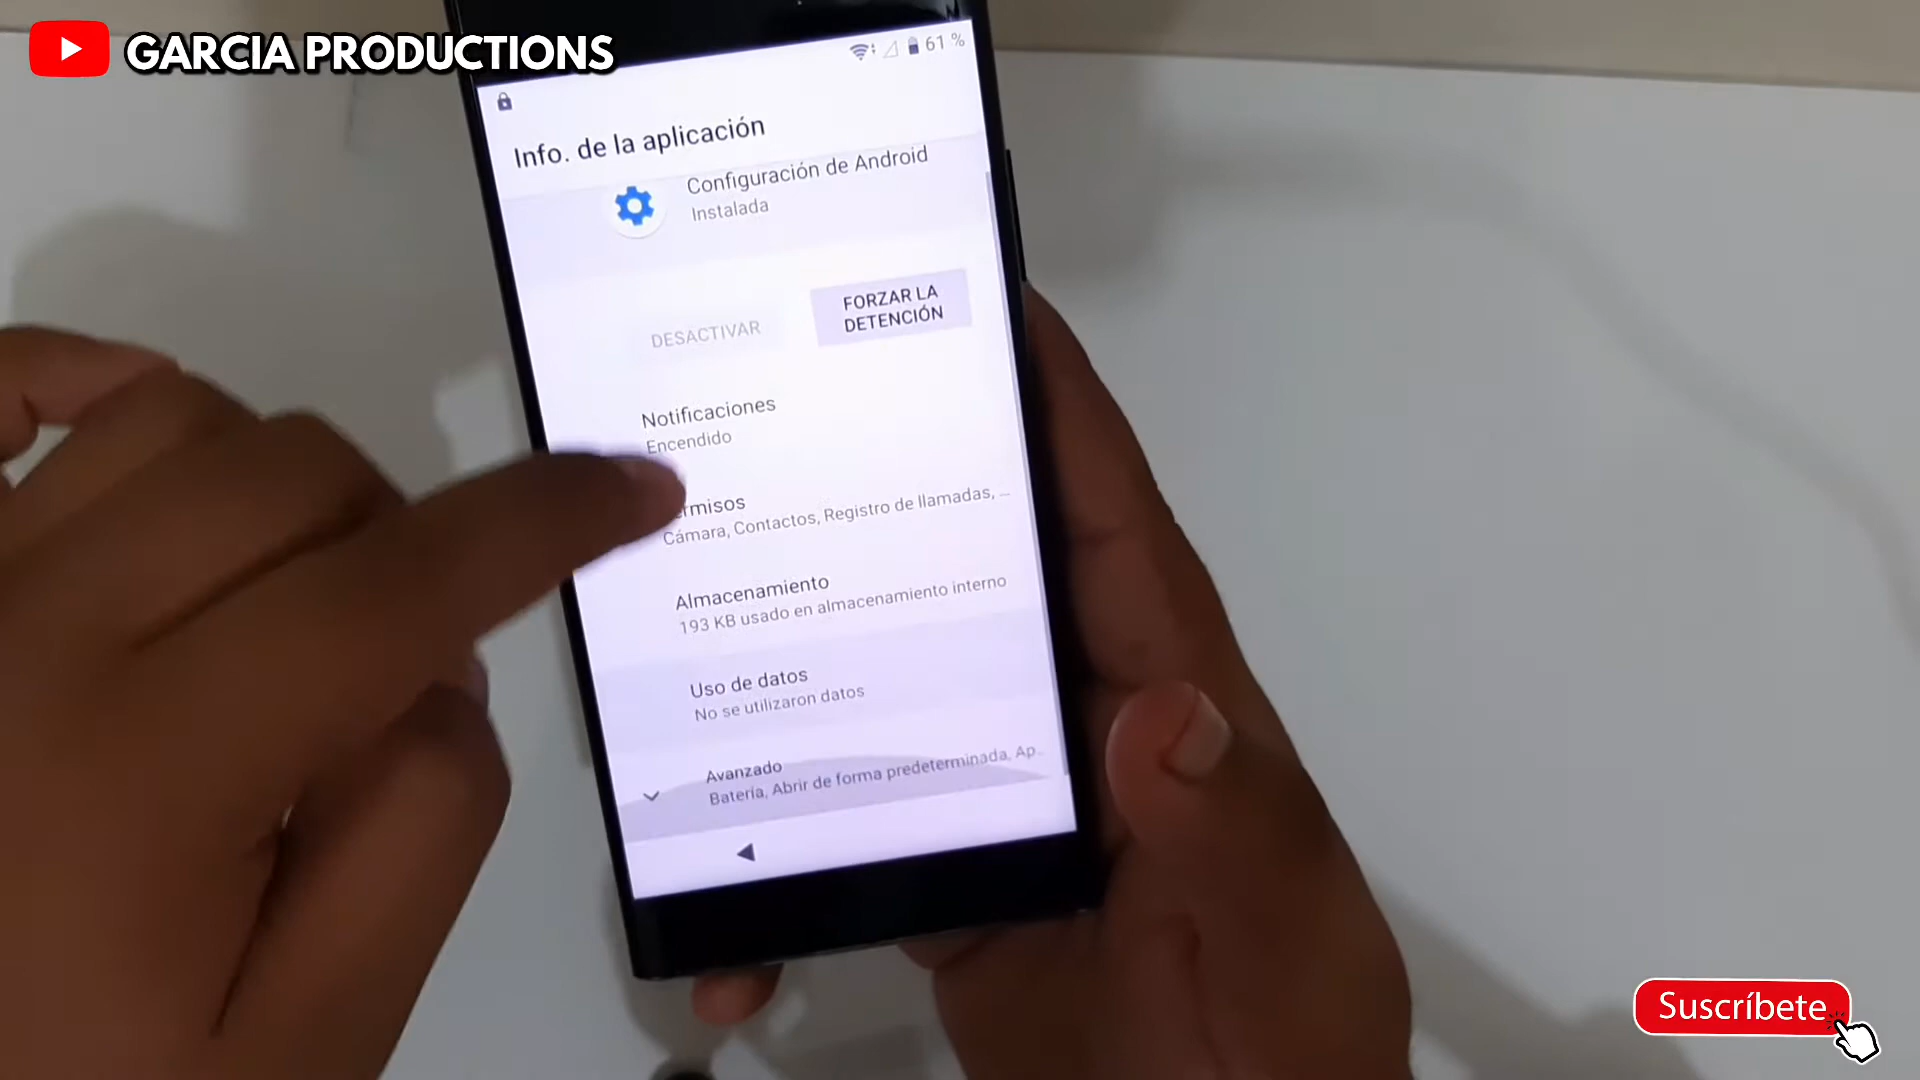 GARCIA PRODUCTIONS
61 %
Info. de la aplicación
Configuración de Android
Instalada
DESACTIVAR
FORZAR LA
DETENCIÓN
Notificaciones
Encendido
ermisos
Cámara, Contactos, Registro de llamadas, ...
Almacenamiento
193 KB usado en almacenamiento interno
Uso de datos
No se utilizaron datos
Avanzado
Batería, Abrir de forma predeterminada, Ap..
Suscríbete